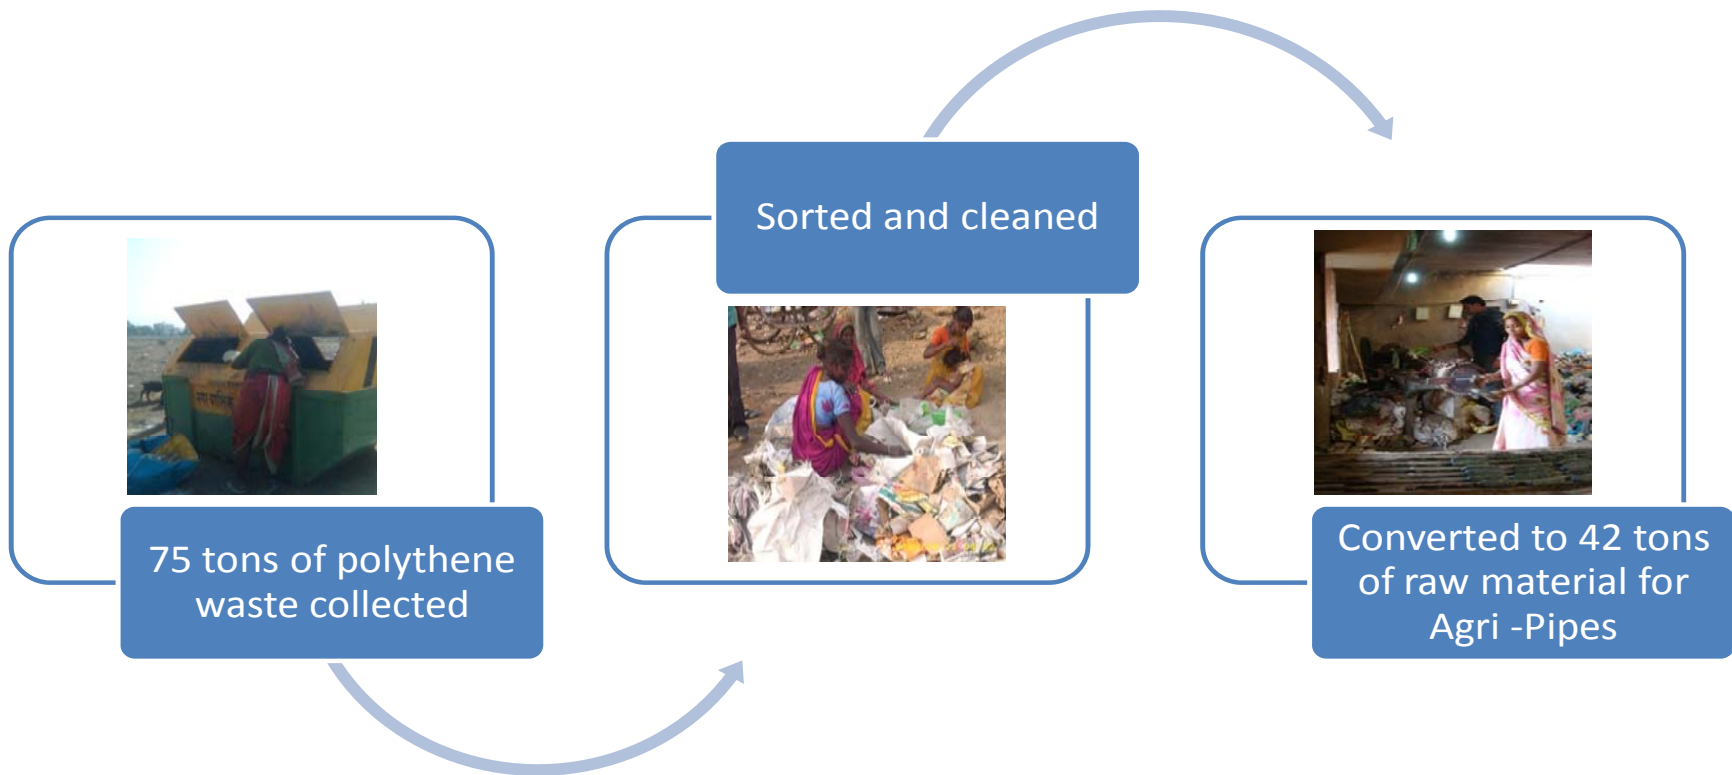 75 tons of polythene
waste collected
Sorted and cleaned
Converted to 42 tons
of raw material for
Agri -Pipes